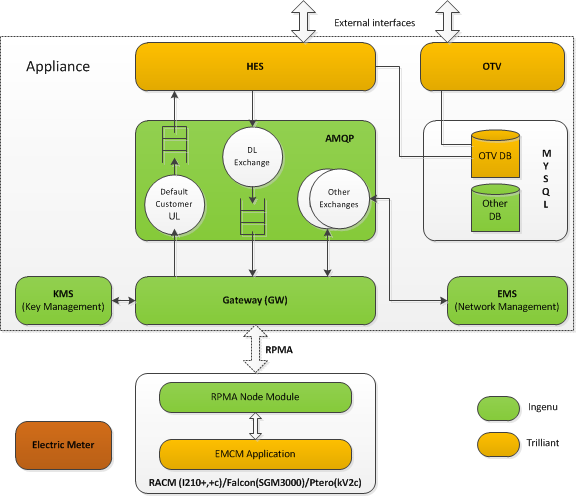 External interfaces
Appliance
HES
OTV
AMQP
DL
Exchange
Default
Customer
UL
Other
Exchanges
OTV DB
Other
DB
M
Y
S
Q
L
KMS
(Key Management)
Gateway (GW)
EMS
(Network Management)
RPMA
RPMA Node Module
EMCM Application
RACM (I210+,+c)/Falcon(SGM3000)/Ptero(kV2c)
Electric Meter
Ingenu
Trilliant